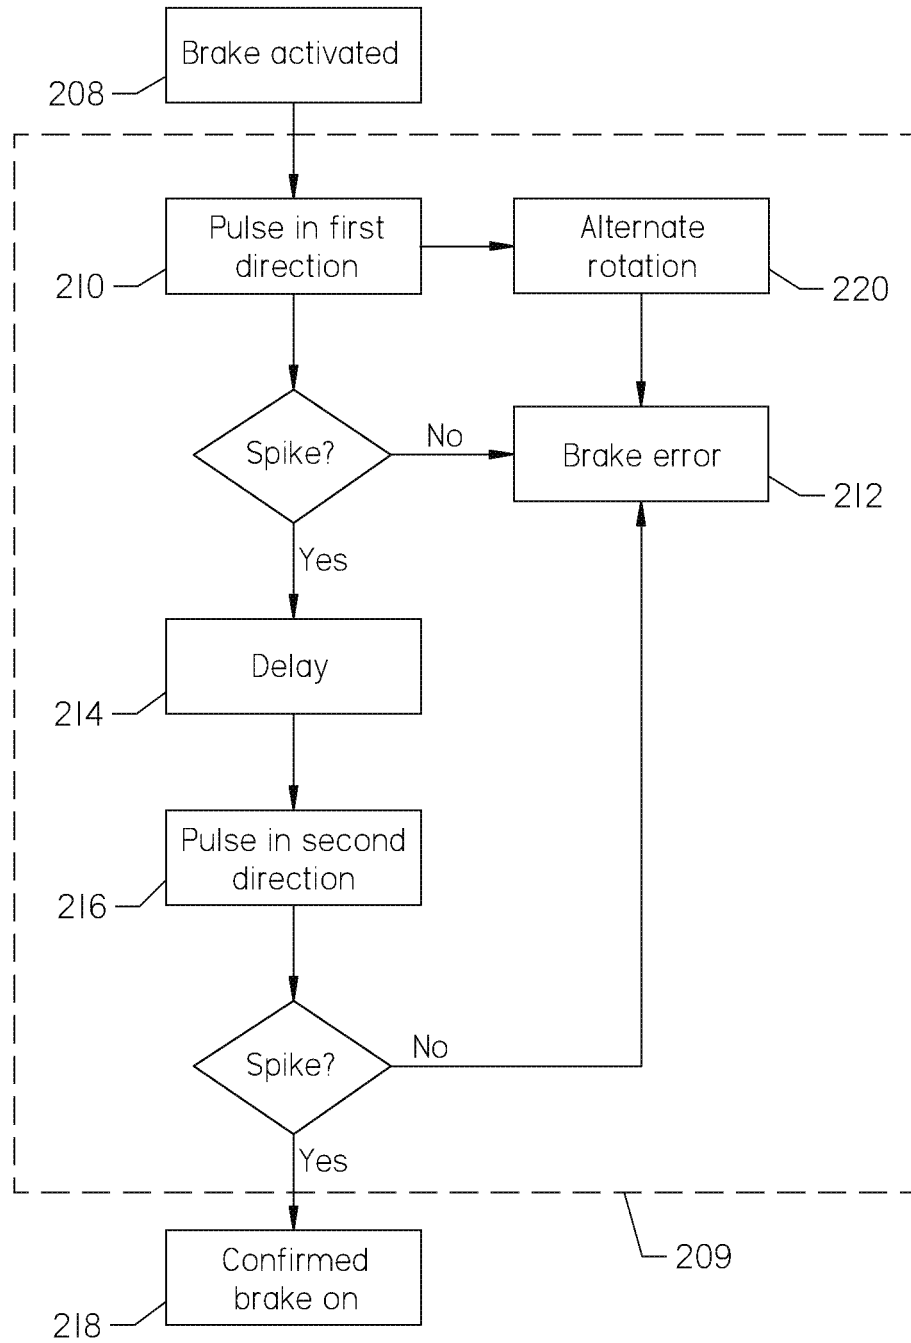 Brake activated
208
Pulse in first
direction
210
Alternate
rotation
220
Spike?
No
Brake error
212
Yes
Delay
214
Pulse in second
direction
216
Spike?
No
Yes
209
Confirmed
brake on
218